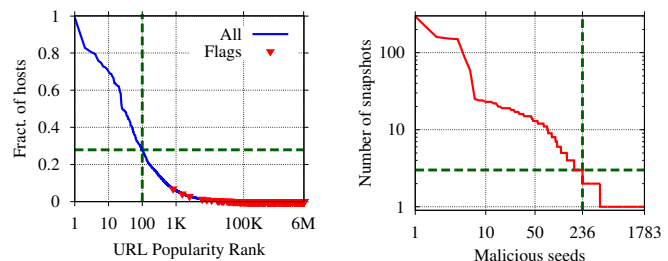 1
0.8
0.6
0.4
0.2
0
Fract. of hosts
All
Flags
1 10 100 1K 100K 6M
URL Popularity Rank
100
10
1
Number of snapshots
1 10 50 236 1783
Malicious seeds